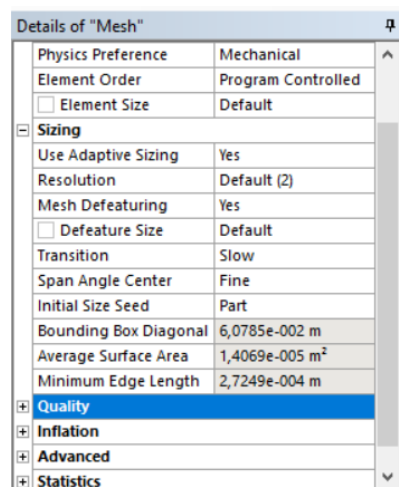 Details of "Mesh"
Physics Preference Mechanical
Element Order Program Controlled
Element Size Default
Sizing
Use Adaptive Sizing Yes
Resolution Default (2)
Mesh Defeaturing Yes
Defeature Size Default
Transition Slow
Span Angle Center Fine
Initial Size Seed Part
Bounding Box Diagonal 6,0785e-002 m
Average Surface Area 1,4069e-005 m²
Minimum Edge Length 2,7249e-004 m
Quality
Inflation
Advanced
Statistics